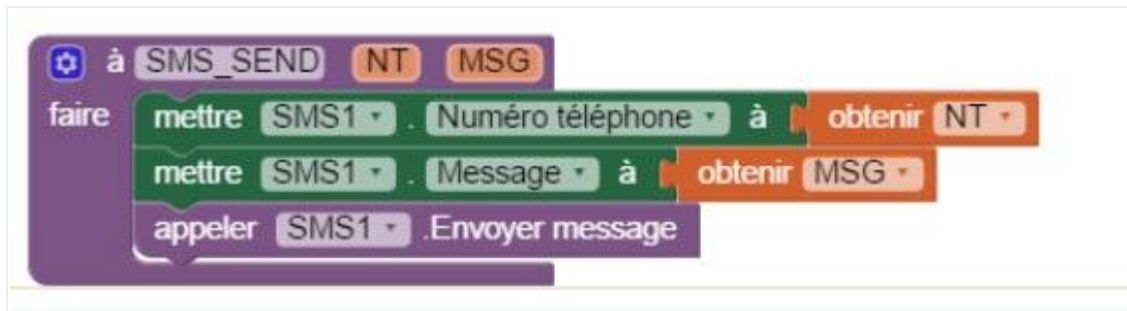 à SMS_SEND NT MSG
faire mettre SMS1 . Numéro téléphone à obtenir NT
mettre SMS1 . Message à obtenir MSG
appeler SMS1 .Envoyer message